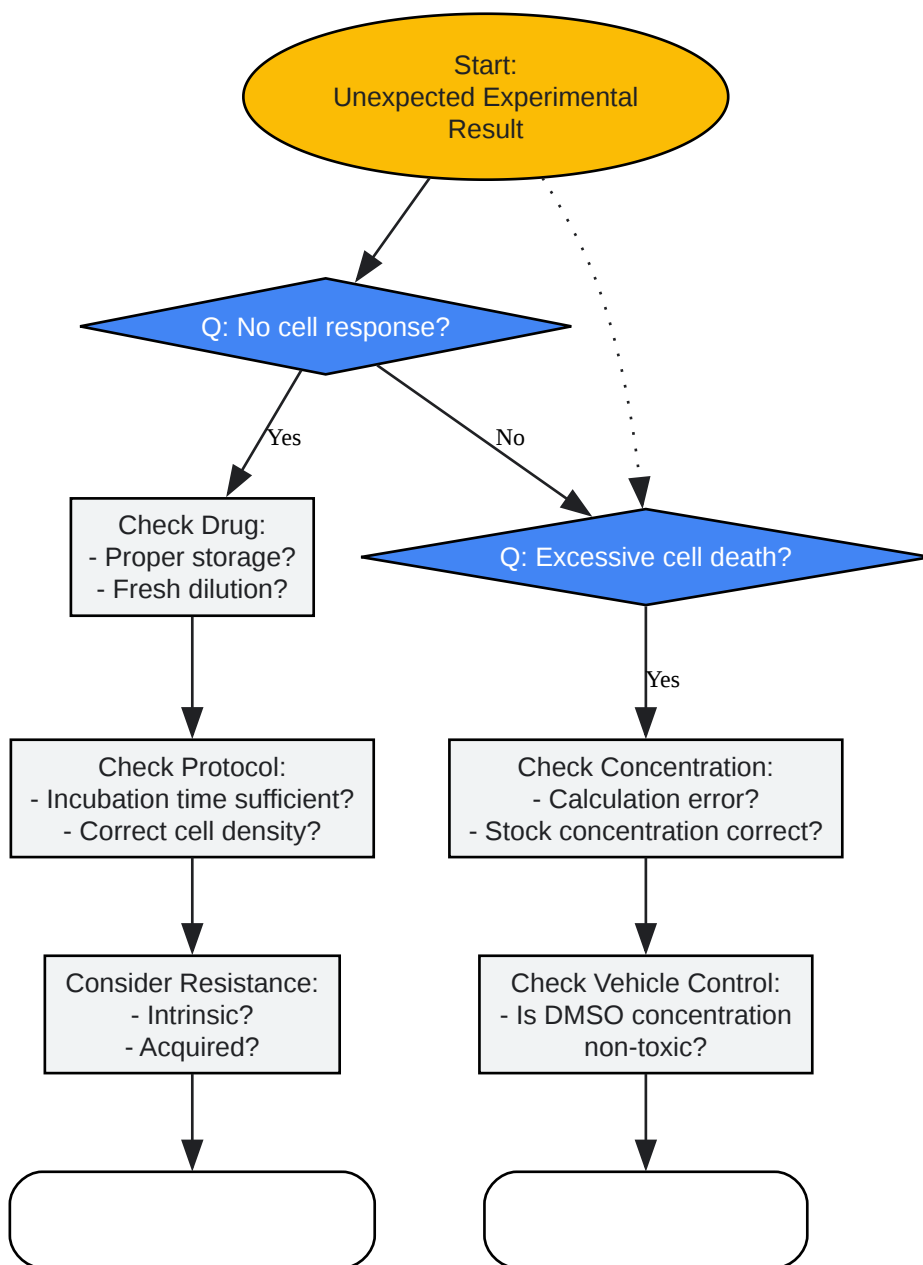 Start:
Unexpected Experimental
Result
Q: No cell response?
Yes
No
Check Drug:
- Proper storage?
- Fresh dilution?
Q: Excessive cell death?
Yes
Check Protocol:
- Incubation time sufficient?
- Correct cell density?
Check Concentration:
- Calculation error?
- Stock concentration correct?
Consider Resistance:
- Intrinsic?
- Acquired?
Check Vehicle Control:
- Is DMSO concentration
non-toxic?